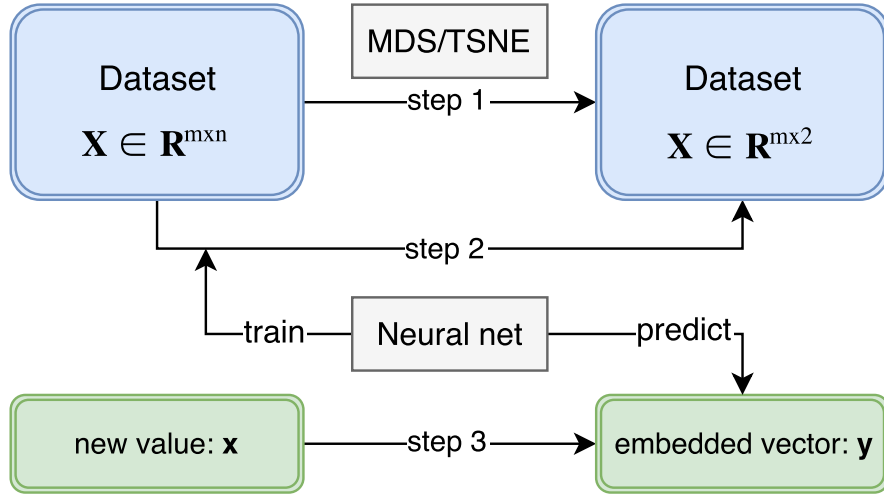 MDS/TSNE
Dataset
X ∈ R^mxn
step 1
Dataset
X ∈ R^mx2
step 2
train
Neural net
predict
new value: x
step 3
embedded vector: y